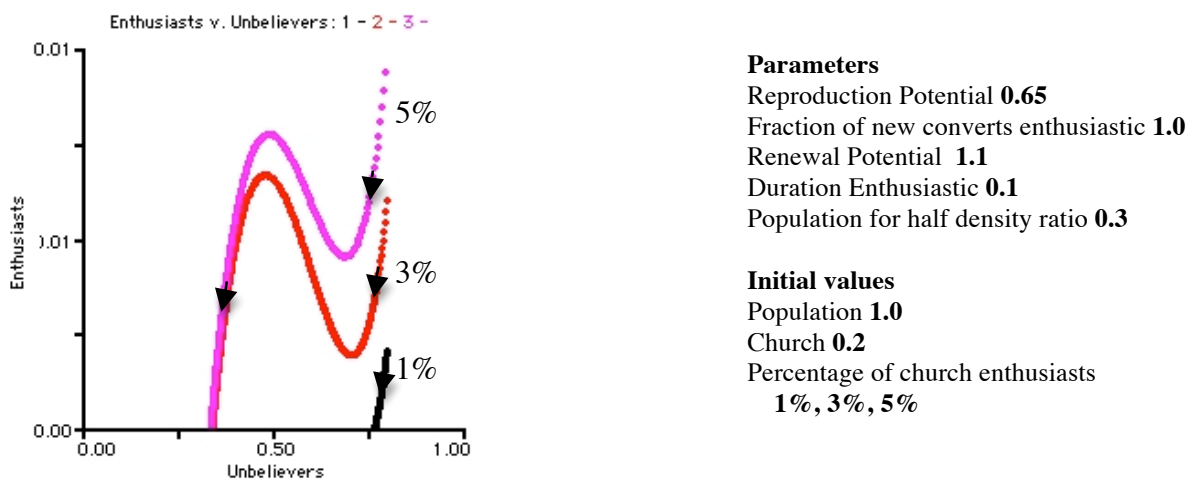 Enthusiasts v. Unbelievers: 1 - 2 - 3 -
0.01
5%
Enthusiasts
0.01
3%
1%
0.00
0.00 0.50 1.00
Unbelievers
Parameters
Reproduction Potential 0.65
Fraction of new converts enthusiastic 1.0
Renewal Potential 1.1
Duration Enthusiastic 0.1
Population for half density ratio 0.3
Initial values
Population 1.0
Church 0.2
Percentage of church enthusiasts
1%, 3%, 5%